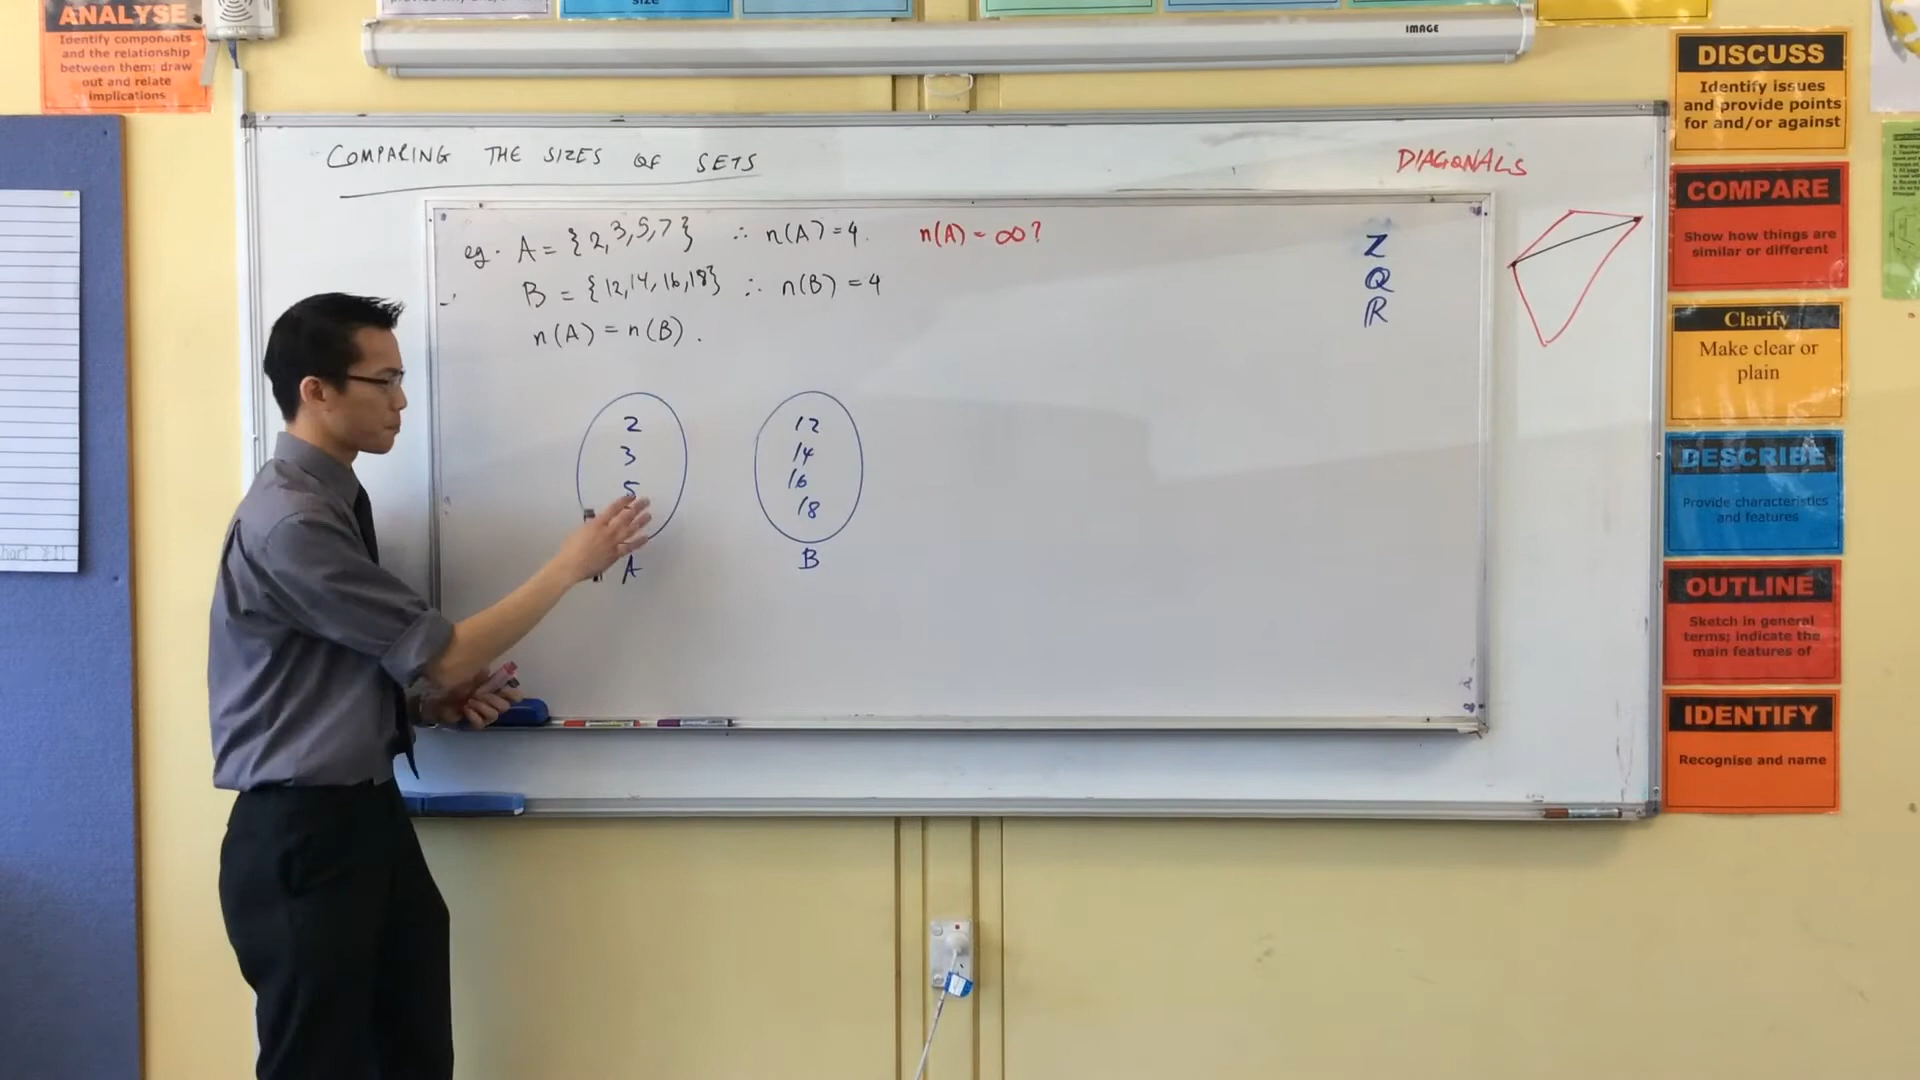 ANALYSE
Identify components
and the relationship
between them; draw
out and relate
implications
size
IMAGE
COMPARING THE SIZES OF SETS
DIAGONALS
eg. A = {2,3,5,7} ∴ n(A)=4. n(A) = ∞?
B = {12,14,16,18} ∴ n(B)=4
n(A) = n(B).
Z
Q
R
2
3
5
A
12
14
16
18
B
DISCUSS
Identify issues
and provide points
for and/or against
COMPARE
Show how things are
similar or different
Clarify
Make clear or
plain
DESCRIBE
Provide characteristics
and features
OUTLINE
Sketch in general
terms; indicate the
main features of
IDENTIFY
Recognise and name